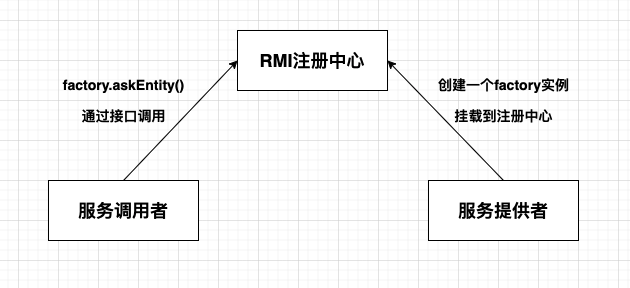 RMI注册中心
factory.askEntity()
通过接口调用
创建一个factory实例
挂载到注册中心
服务调用者
服务提供者